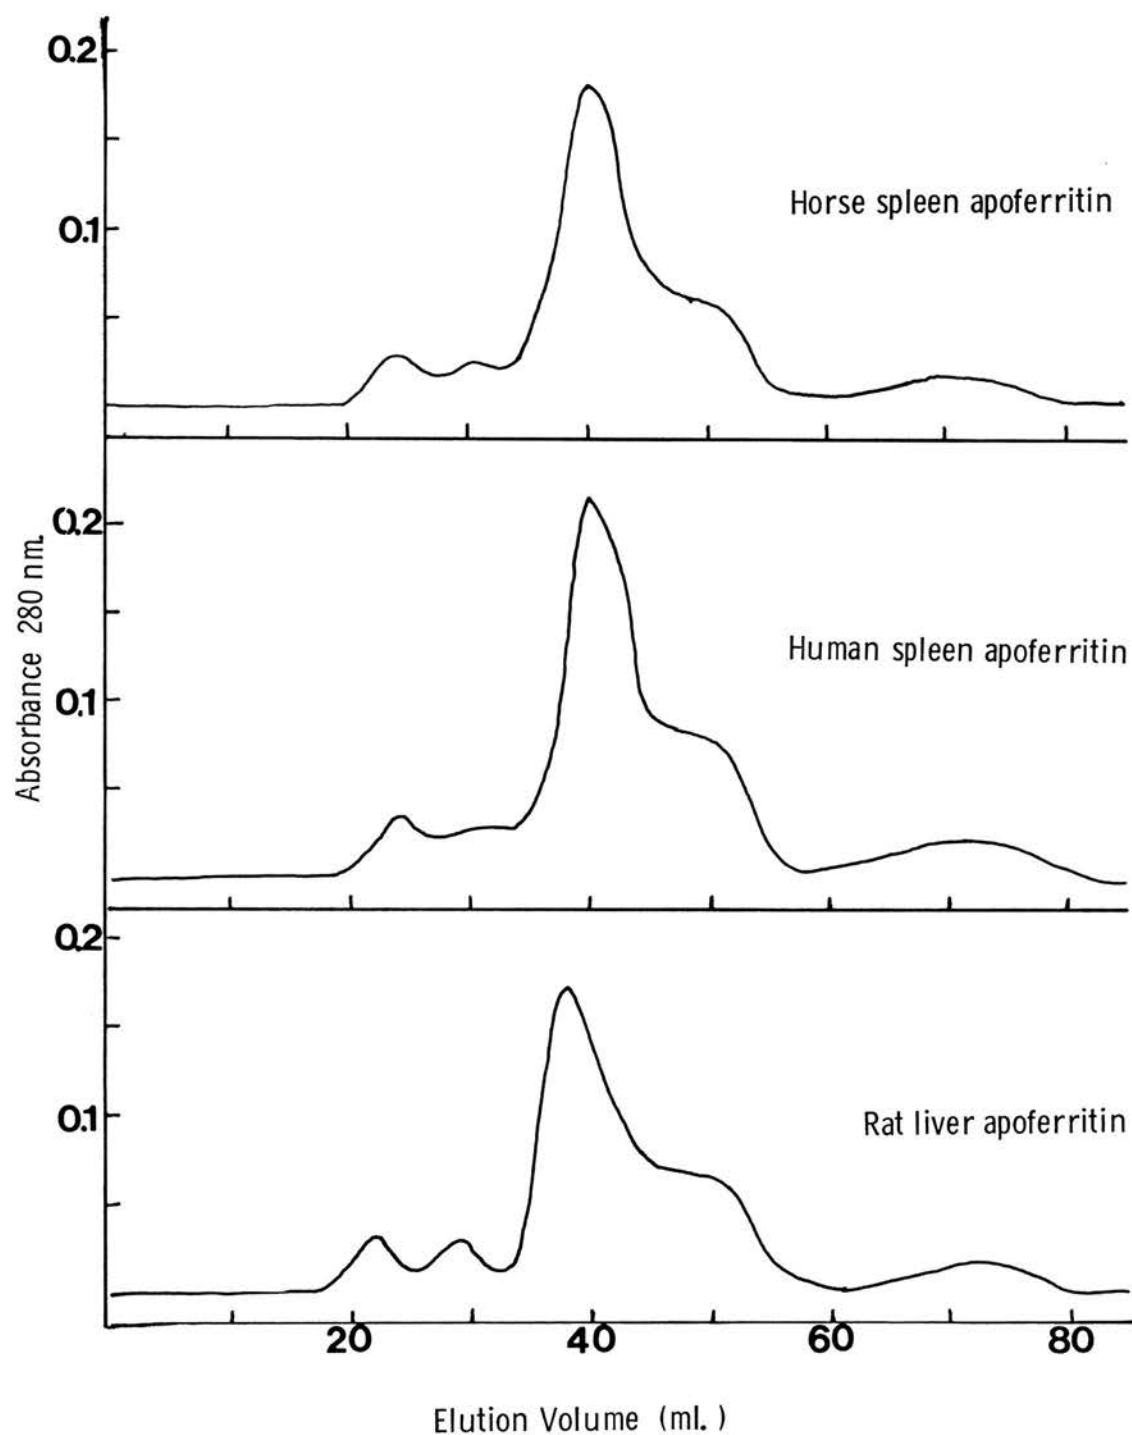 0.2
0.1
Horse spleen apoferritin
0.2
0.1
Human spleen apoferritin
Absorbance 280 nm.
0.2
0.1
Rat liver apoferritin
20 40 60 80
Elution Volume (ml.)